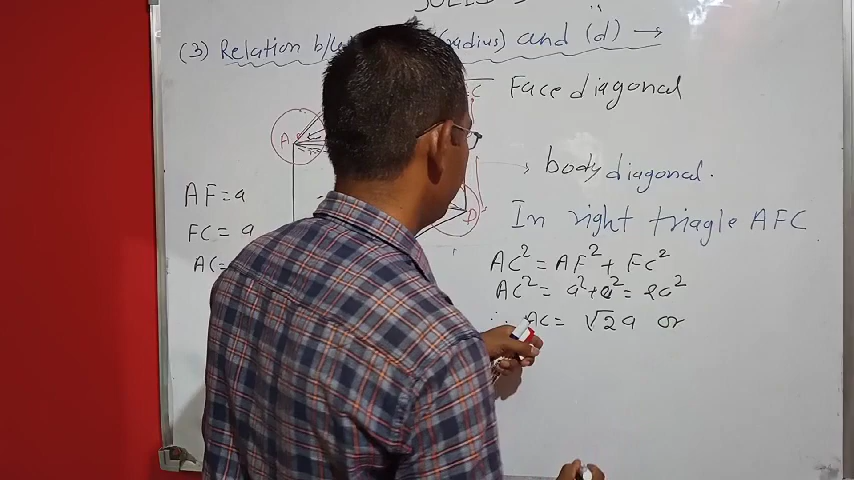 (3) Relation b/w radius) and (d) →
C Face diagonal
A
body diagonal.
D
AF = a
In right triagle AFC
FC = a
AC² = AF² + FC²
AC =
AC² = a² + a² = 2a²
∴ AC = √2 a or